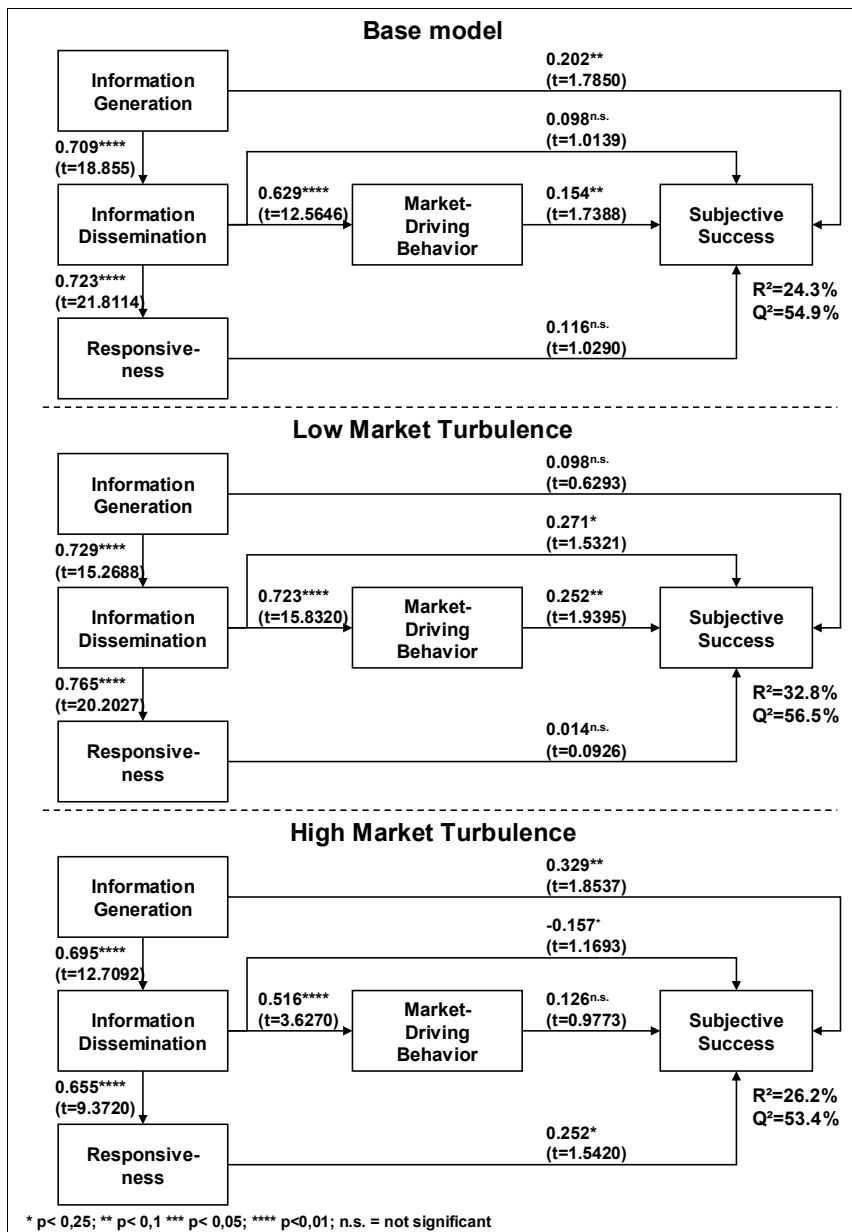 Base model
0.202**
(t=1.7850)
Information
Generation
0.098n.s.
(t=1.0139)
0.709****
(t=18.855)
0.629****
(t=12.5646)
0.154**
(t=1.7388)
Information
Dissemination
Market-
Driving
Behavior
Subjective
Success
0.723****
(t=21.8114)
R²=24.3%
Q²=54.9%
0.116n.s.
(t=1.0290)
Responsive-
ness
Low Market Turbulence
0.098n.s.
(t=0.6293)
Information
Generation
0.271*
(t=1.5321)
0.729****
(t=15.2688)
0.723****
(t=15.8320)
0.252**
(t=1.9395)
Information
Dissemination
Market-
Driving
Behavior
Subjective
Success
0.765****
(t=20.2027)
R²=32.8%
Q²=56.5%
0.014n.s.
(t=0.0926)
Responsive-
ness
High Market Turbulence
0.329**
(t=1.8537)
Information
Generation
-0.157*
(t=1.1693)
0.695****
(t=12.7092)
0.516****
(t=3.6270)
0.126n.s.
(t=0.9773)
Information
Dissemination
Market-
Driving
Behavior
Subjective
Success
0.655****
(t=9.3720)
R²=26.2%
Q²=53.4%
0.252*
(t=1.5420)
Responsive-
ness
* p< 0,25; ** p< 0,1 *** p< 0,05; **** p<0,01; n.s. = not significant